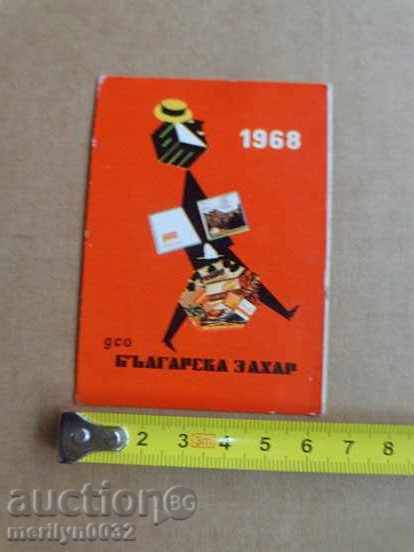 1968
дсо
БЪЛГАРСКА ЗАХАР
2 3 4 5 6 7 8
auction BG
merilyn0032